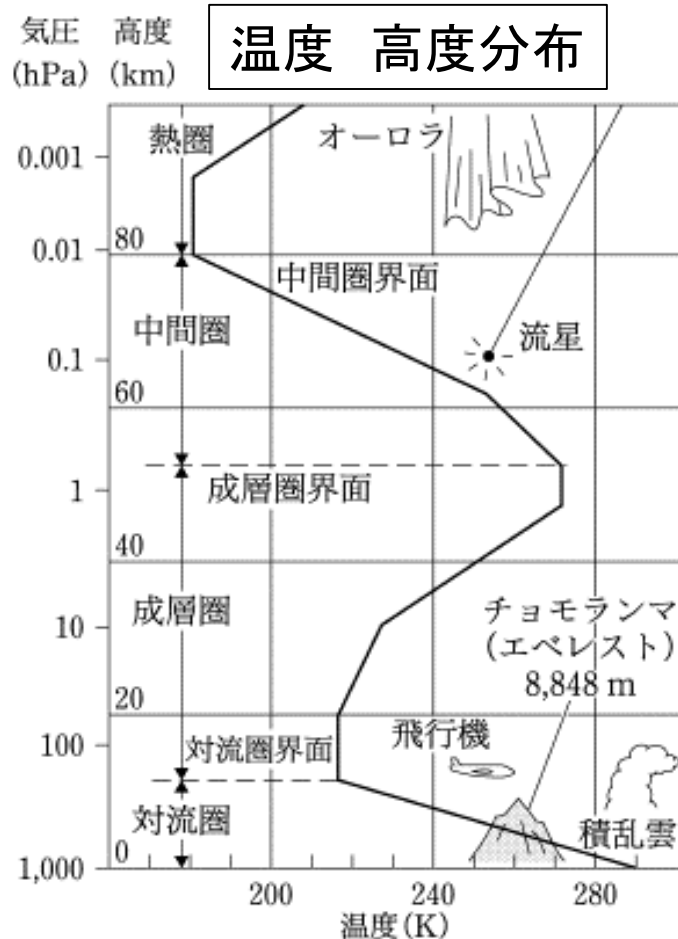 気圧 高度
(hPa) (km)
温度 高度分布
熱圏
オーロラ
0.001
80
0.01
中間圏界面
中間圏
流星
0.1
60
1
成層圏界面
40
成層圏
チョモランマ
(エベレスト)
8,848 m
10
20
飛行機
100
対流圏界面
対流圏
積乱雲
0
1,000
200 240 280
温度(K)